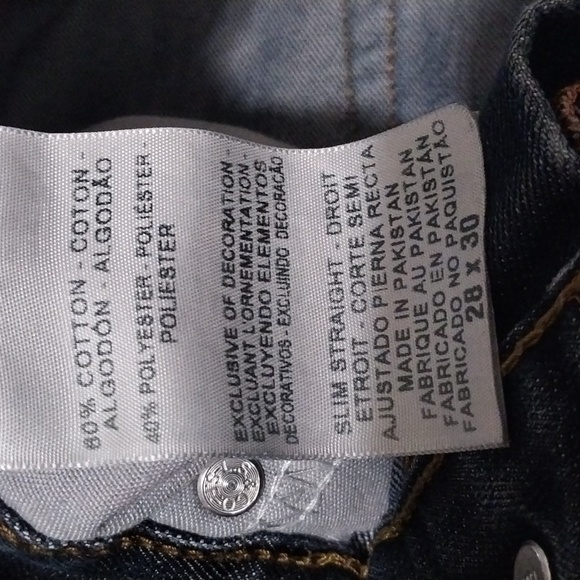 60% COTTON - COTON -
ALGODÓN - ALGODÃO
40% POLYESTER - POLIÉSTER -
POLIESTER
EXCLUSIVE OF DECORATION -
EXCLUANT L'ORNEMENTATION -
EXCLUYENDO ELEMENTOS
DECORATIVOS - EXCLUINDO DECORAÇÃO
SLIM STRAIGHT - DROIT
ETROIT - CORTE SEMI
AJUSTADO PIERNA RECTA
MADE IN PAKISTAN
FABRIQUE AU PAKISTAN
FABRICADO EN PAKISTÁN
FABRICADO NO PAQUISTÃO
28 X 30